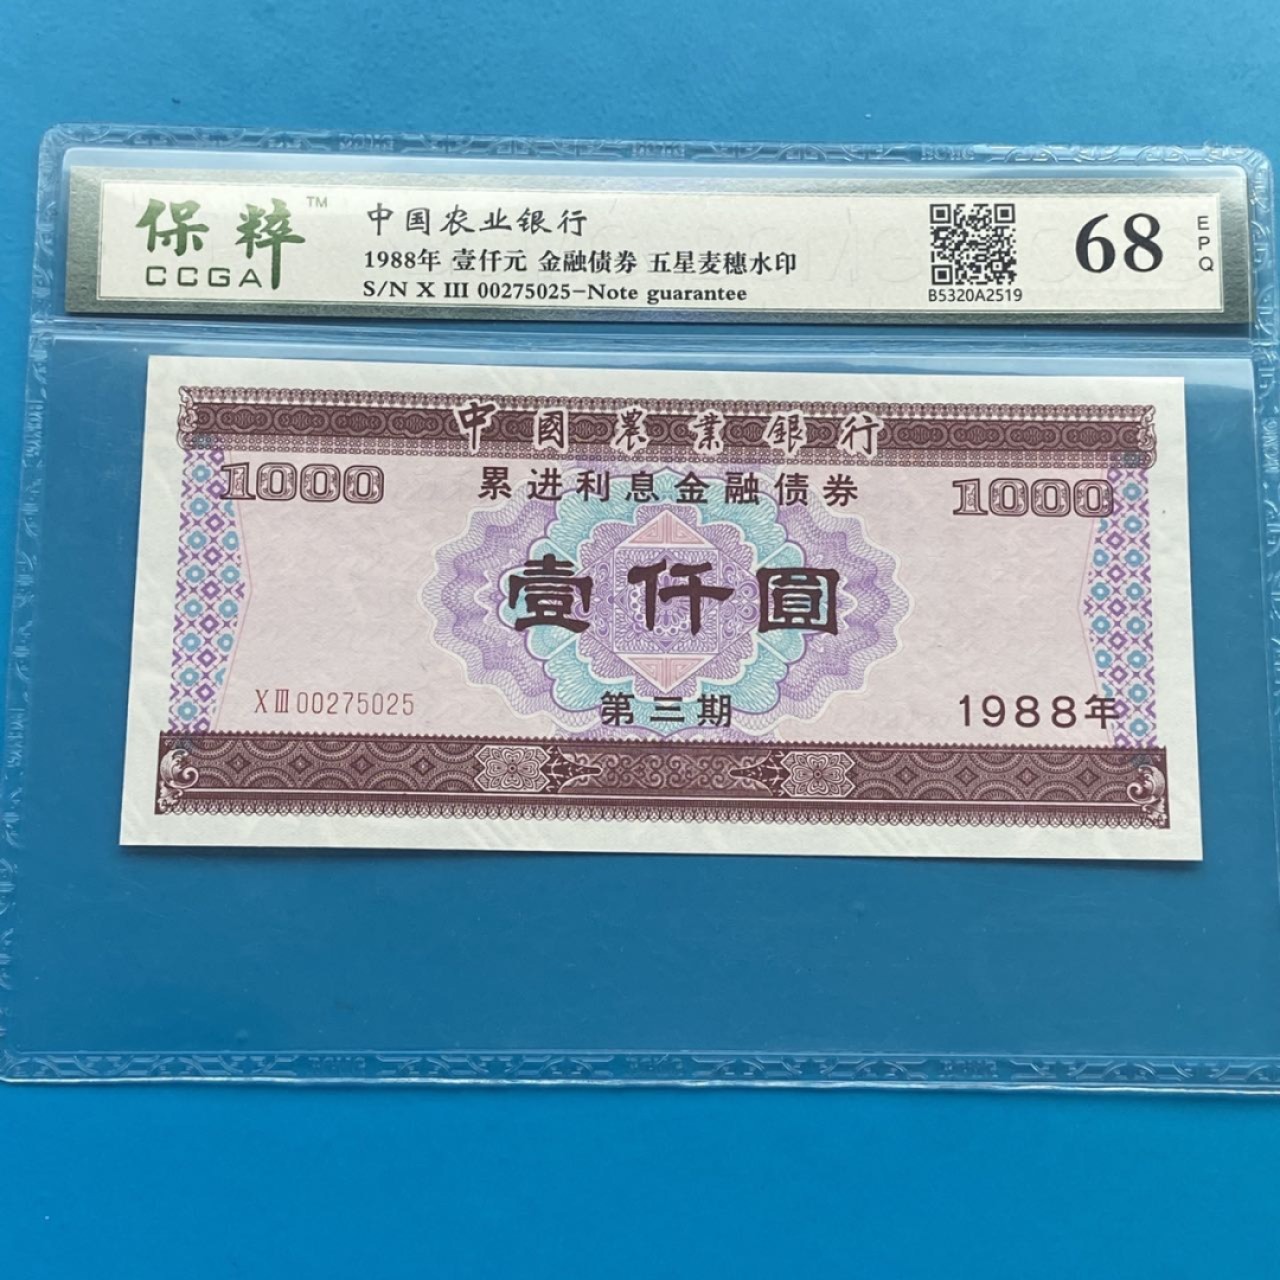 保粹™
CCGA
中国农业银行
1988年 壹仟元 金融债券 五星麦穗水印
S/N X III 00275025-Note guarantee
B5320A2519
68
EPQ
中國農業銀行
1000
累进利息金融债券
1000
壹仟圓
XⅢ00275025
第三期
1988年